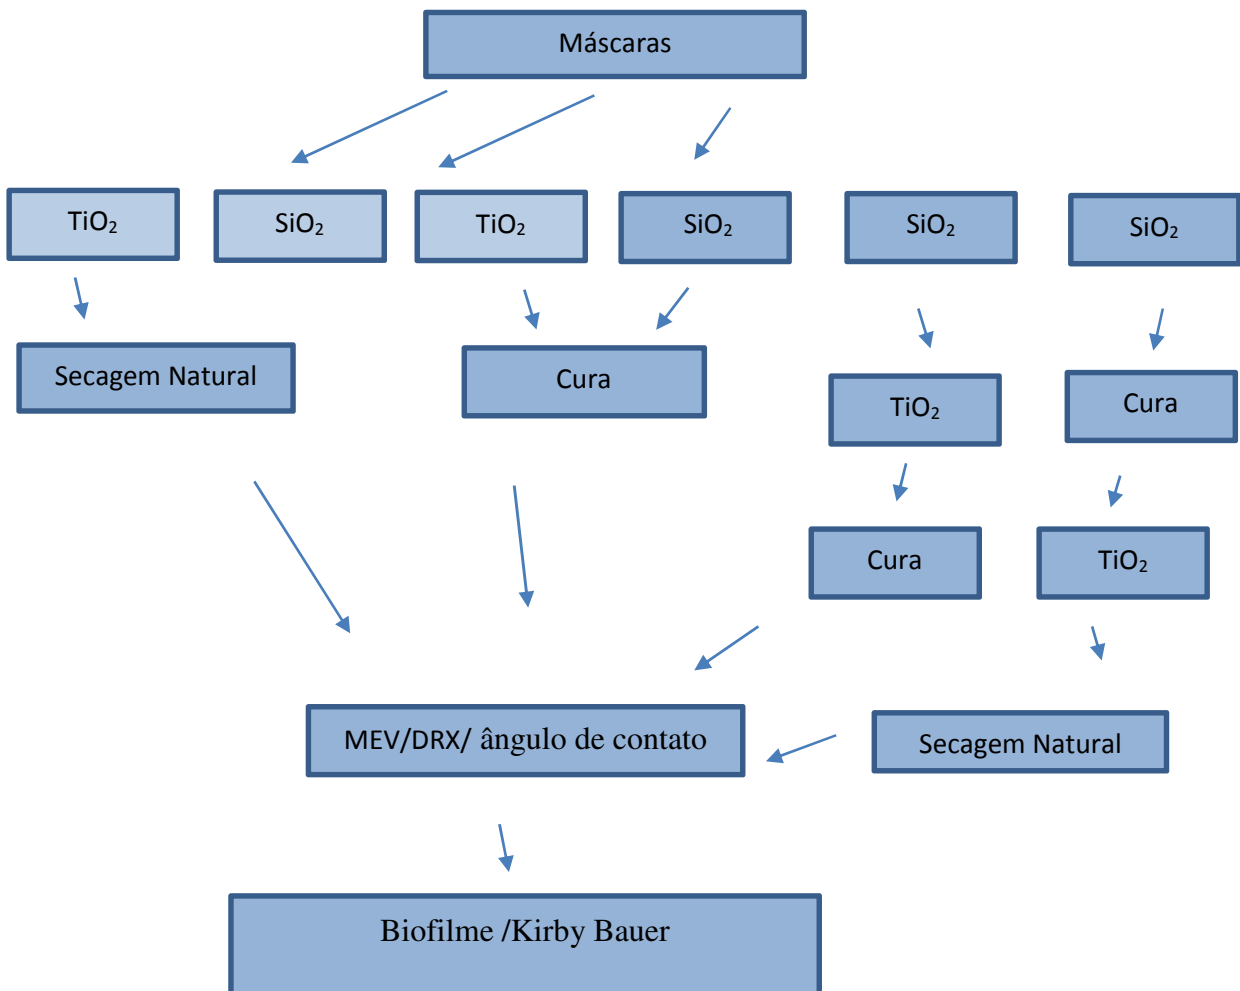 Máscaras
TiO₂
SiO₂
TiO₂
SiO₂
SiO₂
SiO₂
Secagem Natural
Cura
TiO₂
Cura
Cura
TiO₂
MEV/DRX/ ângulo de contato
Secagem Natural
Biofilme /Kirby Bauer